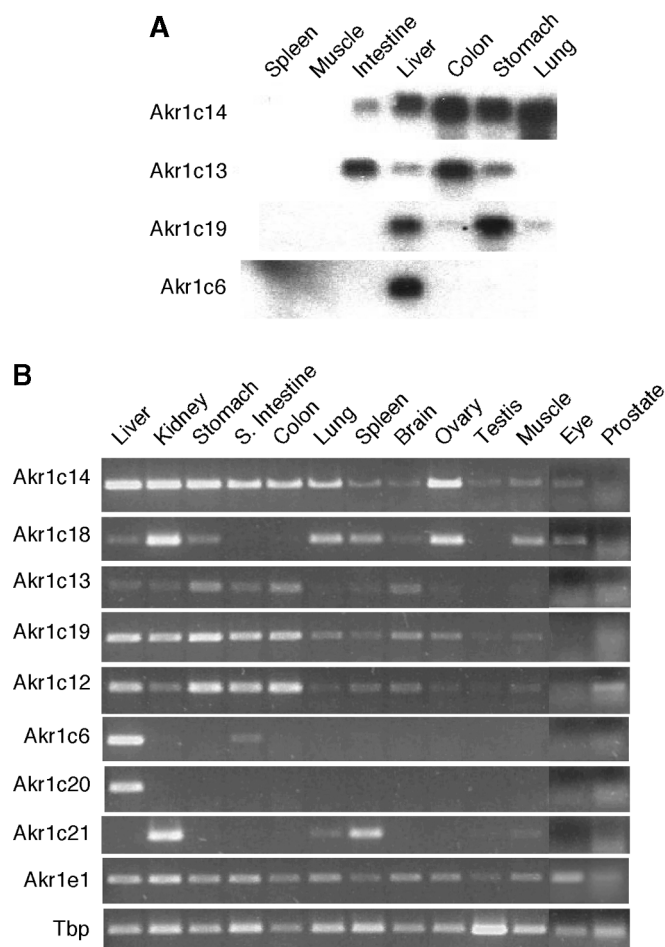 A
Spleen Muscle Intestine Liver Colon Stomach Lung
Akr1c14
Akr1c13
Akr1c19
Akr1c6
B
Liver Kidney Stomach S. Intestine Colon Lung Spleen Brain Ovary Testis Muscle Eye Prostate
Akr1c14
Akr1c18
Akr1c13
Akr1c19
Akr1c12
Akr1c6
Akr1c20
Akr1c21
Akr1e1
Tbp